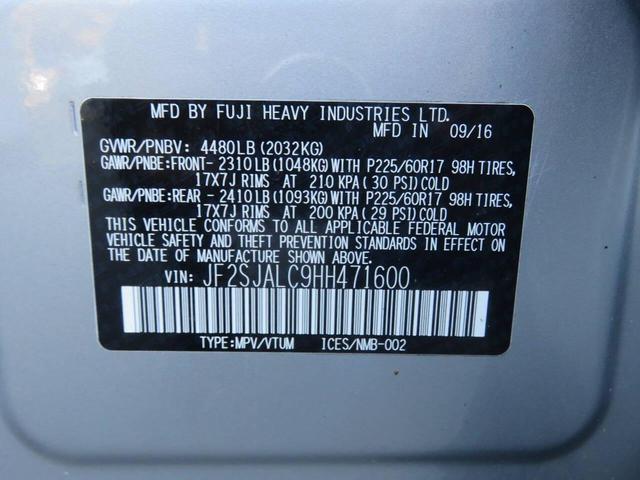 MFD BY FUJI HEAVY INDUSTRIES LTD.
MFD IN 09/16
GVWR/PNBV: 4480LB(2032KG)
GAWR/PNBE:FRONT- 2310LB(1048KG)WITH P225/60R17 98H TIRES,
17X7J RIMS AT 210 KPA(30 PSI)COLD
GAWR/PNBE:REAR - 2410LB(1093KG)WITH P225/60R17 98H TIRES,
17X7J RIMS AT 200 KPA(29 PSI)COLD
THIS VEHICLE CONFORMS TO ALL APPLICABLE FEDERAL MOTOR
VEHICLE SAFETY AND THEFT PREVENTION STANDARDS IN EFFECT ON
THE DATE OF MANUFACTURE SHOWN ABOVE.
VIN: JF2SJALC9HH471600
TYPE:MPV/VTUM ICES/NMB-002